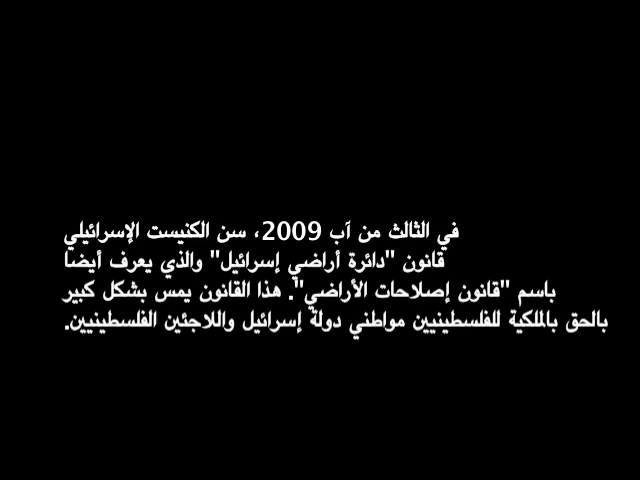 في الثالث من آب 2009، سن الكنيست الإسرائيلي
قانون "دائرة أراضي إسرائيل" والذي يعرف أيضا
باسم "قانون إصلاحات الأراضي". هذا القانون يمس بشكل كبير
بالحق بالملكية للفلسطينيين مواطني دولة إسرائيل واللاجئين الفلسطينيين.